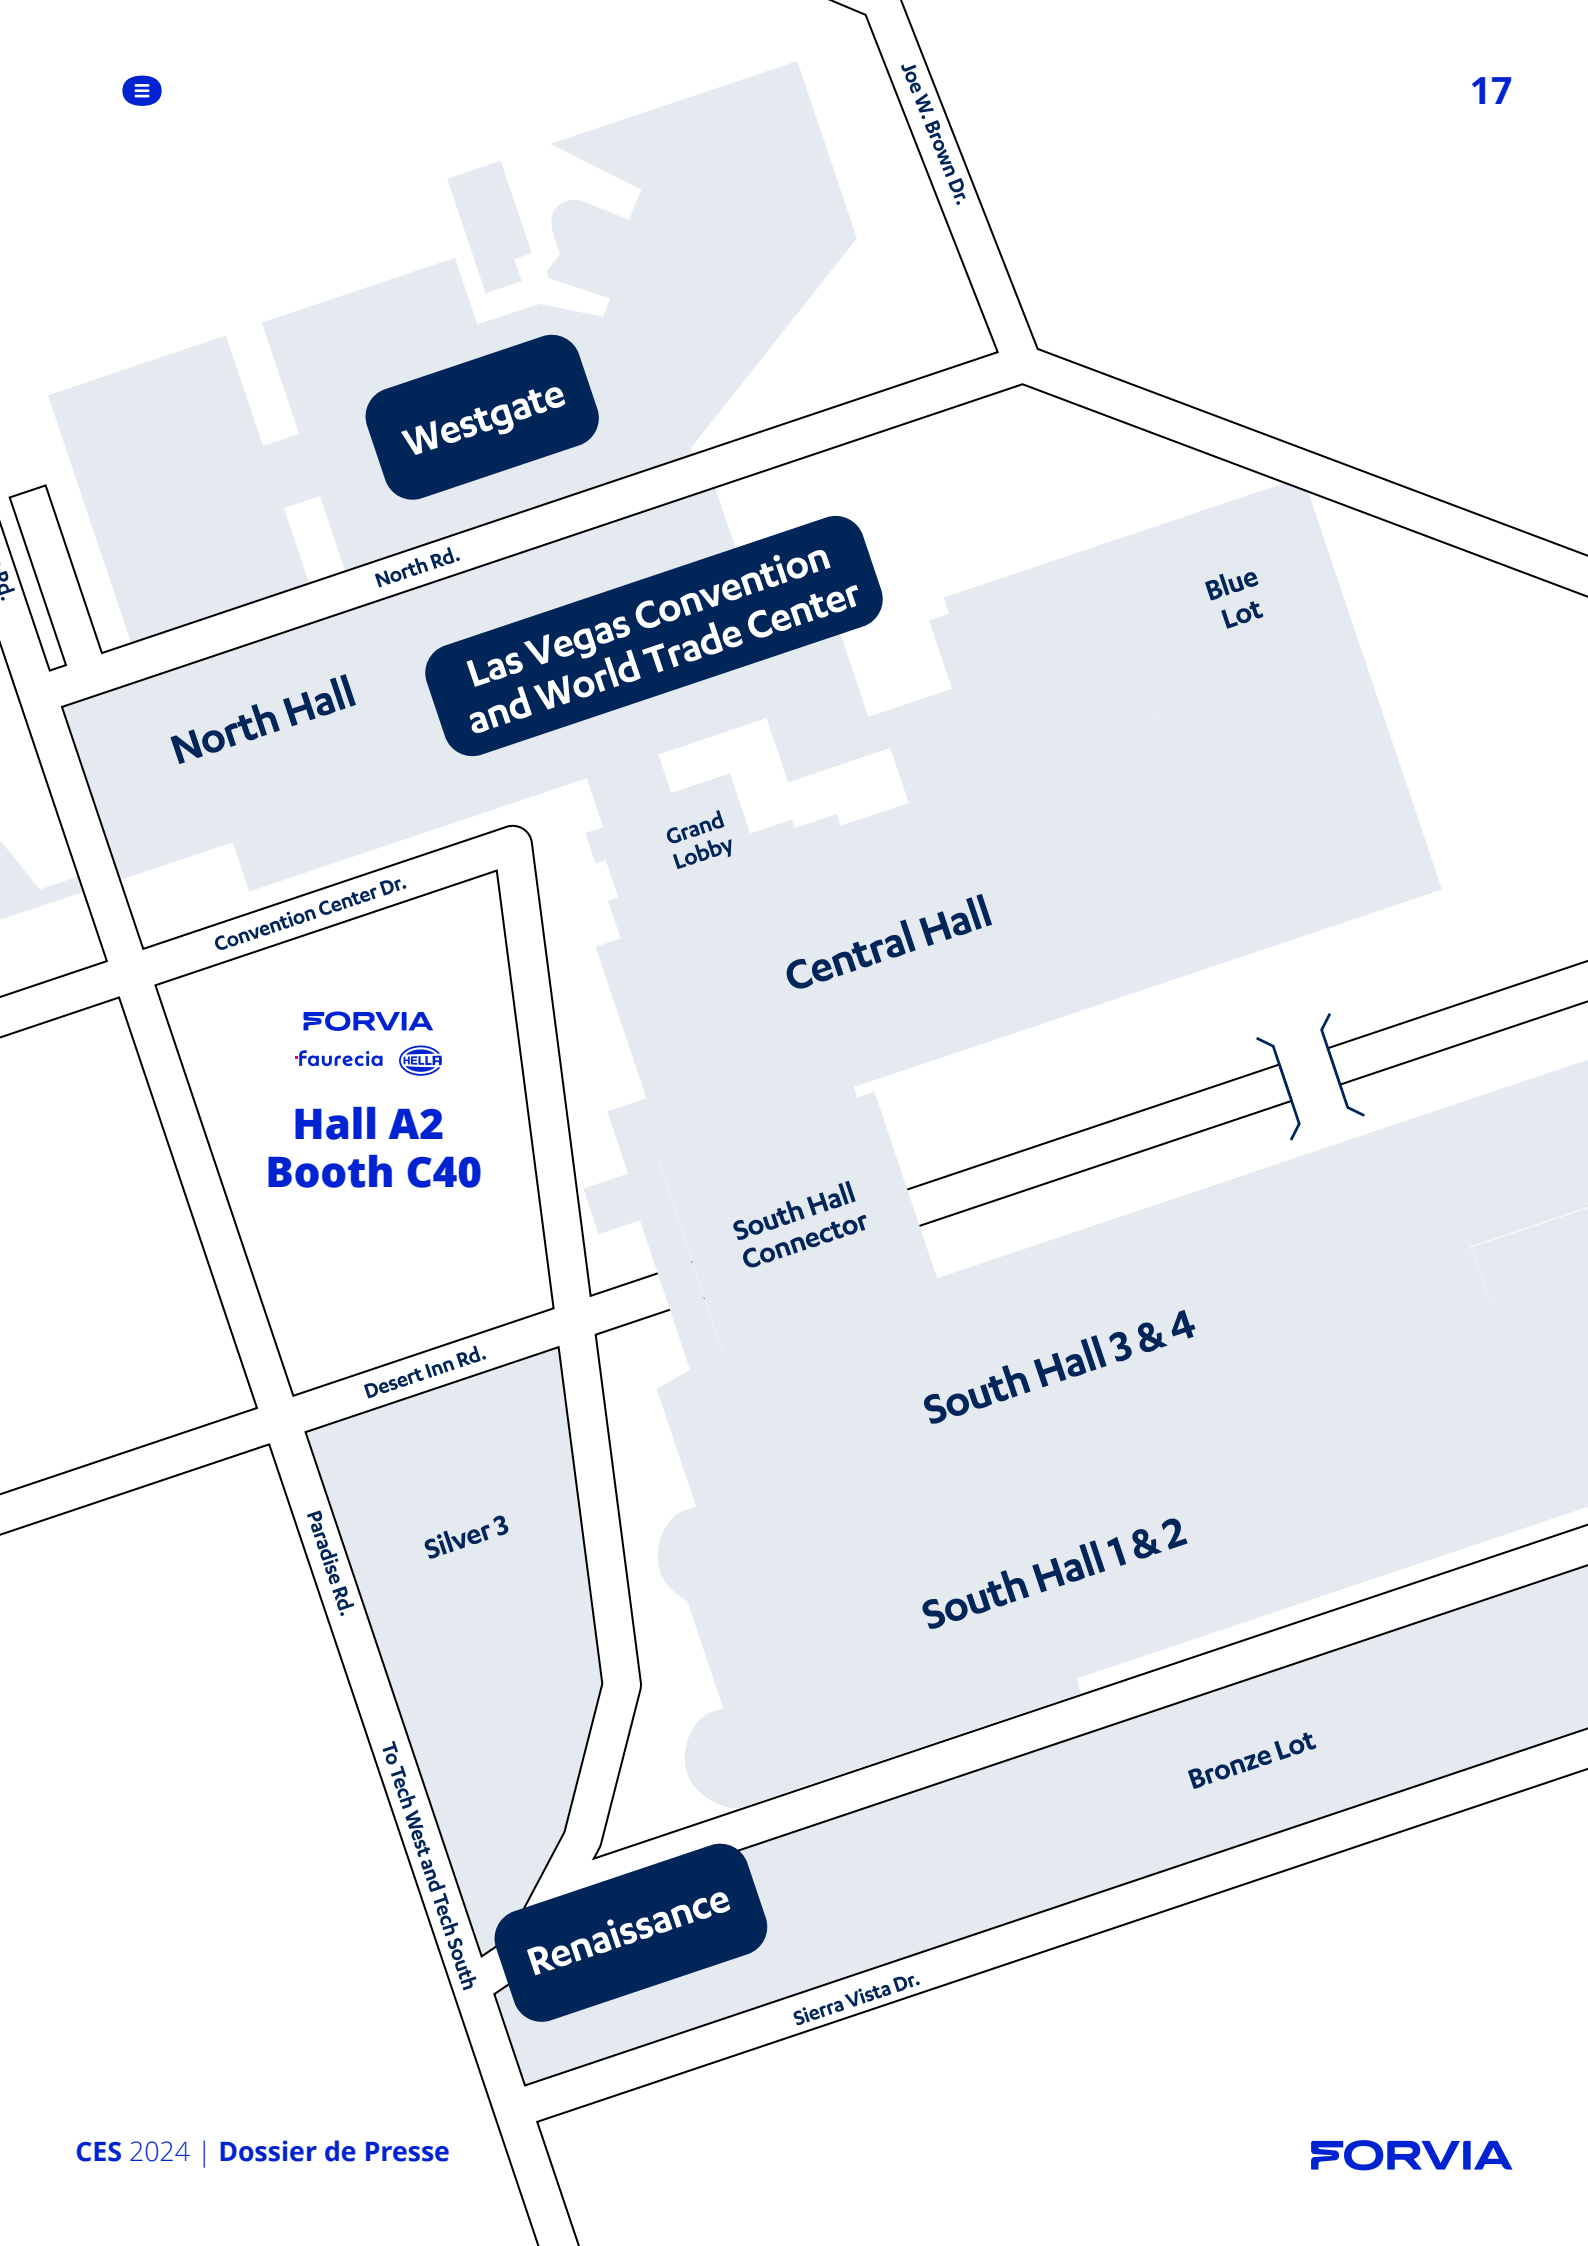 17
Joe W. Brown Dr.
Westgate
Rd.
North Rd.
Las Vegas Convention
and World Trade Center
Blue
Lot
North Hall
Grand
Lobby
Convention Center Dr.
Central Hall
FORVIA
faurecia
HELLA
Hall A2
Booth C40
South Hall
Connector
South Hall 3 & 4
Desert Inn Rd.
Silver 3
Paradise Rd.
South Hall 1 & 2
To Tech West and Tech South
Bronze Lot
Renaissance
Sierra Vista Dr.
CES 2024 | Dossier de Presse
FORVIA